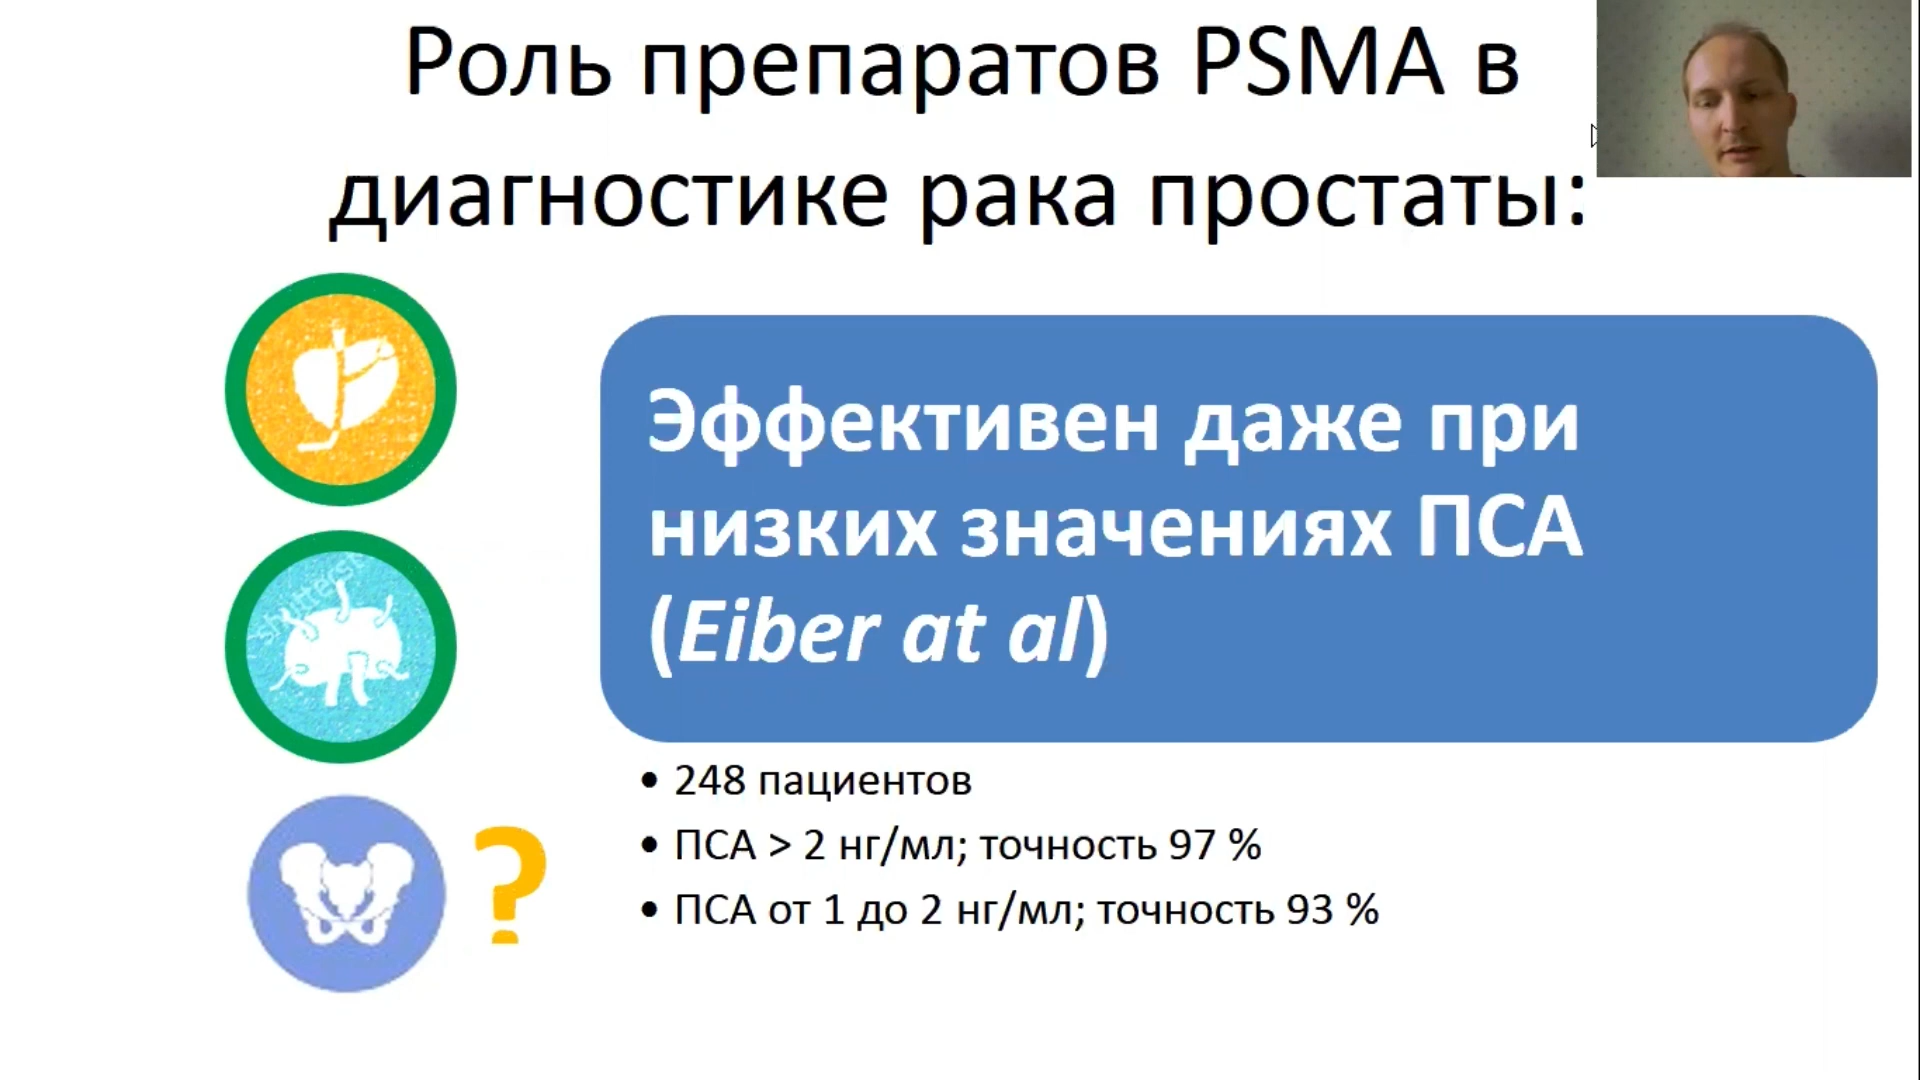 Роль препаратов PSMA в
диагностике рака простаты:
Эффективен даже при
низких значениях ПСА
(Eiber at al)
• 248 пациентов
• ПСА > 2 нг/мл; точность 97 %
• ПСА от 1 до 2 нг/мл; точность 93 %
?